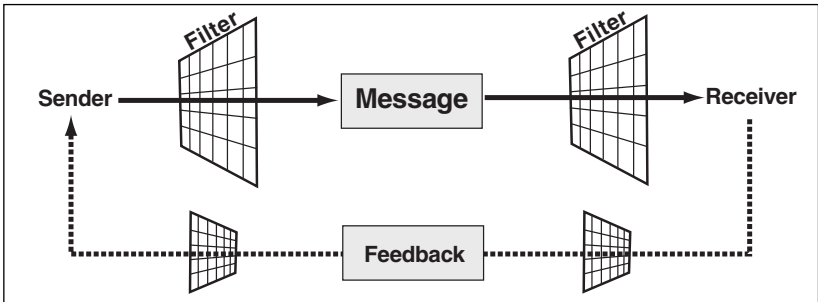 Filter
Filter
Sender
Message
Receiver
Feedback